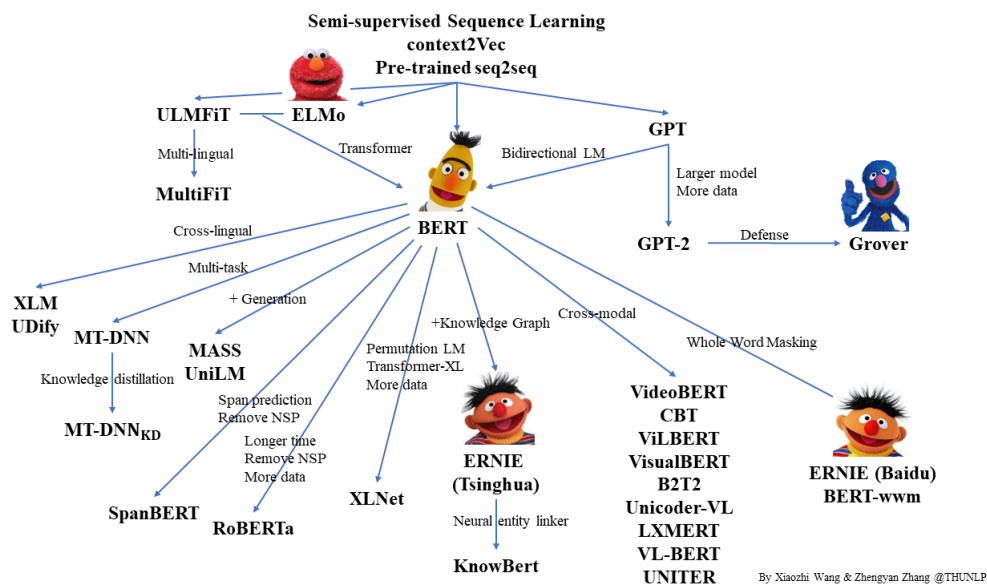 Semi-supervised Sequence Learning
context2Vec
Pre-trained seq2seq
ULMFiT
ELMo
GPT
Multi-lingual
Transformer
Bidirectional LM
Larger model
More data
MultiFiT
BERT
GPT-2
Defense
Grover
Cross-lingual
Multi-task
+ Generation
+Knowledge Graph
Cross-modal
Whole Word Masking
XLM
UDify
MT-DNN
MASS
UniLM
Permutation LM
Transformer-XL
More data
Knowledge distillation
Span prediction
Remove NSP
VideoBERT
CBT
ViLBERT
VisualBERT
B2T2
Unicoder-VL
LXMERT
VL-BERT
UNITER
MT-DNNKD
Longer time
Remove NSP
More data
ERNIE
(Tsinghua)
ERNIE (Baidu)
BERT-wwm
SpanBERT
RoBERTa
XLNet
Neural entity linker
KnowBert
By Xiaozhi Wang & Zhengyan Zhang @THUNLP